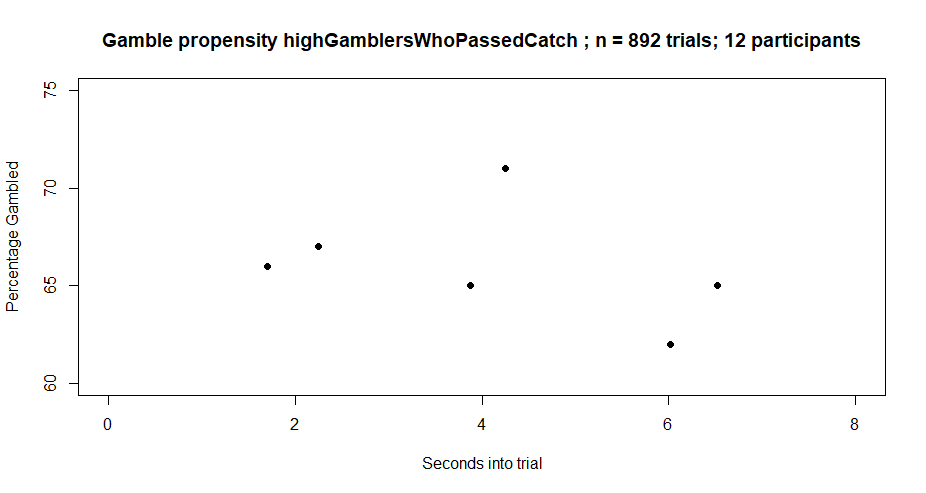 Gamble propensity highGamblersWhoPassedCatch ; n = 892 trials; 12 participants
Percentage Gambled
75
70
65
60
0 2 4 6 8
Seconds into trial